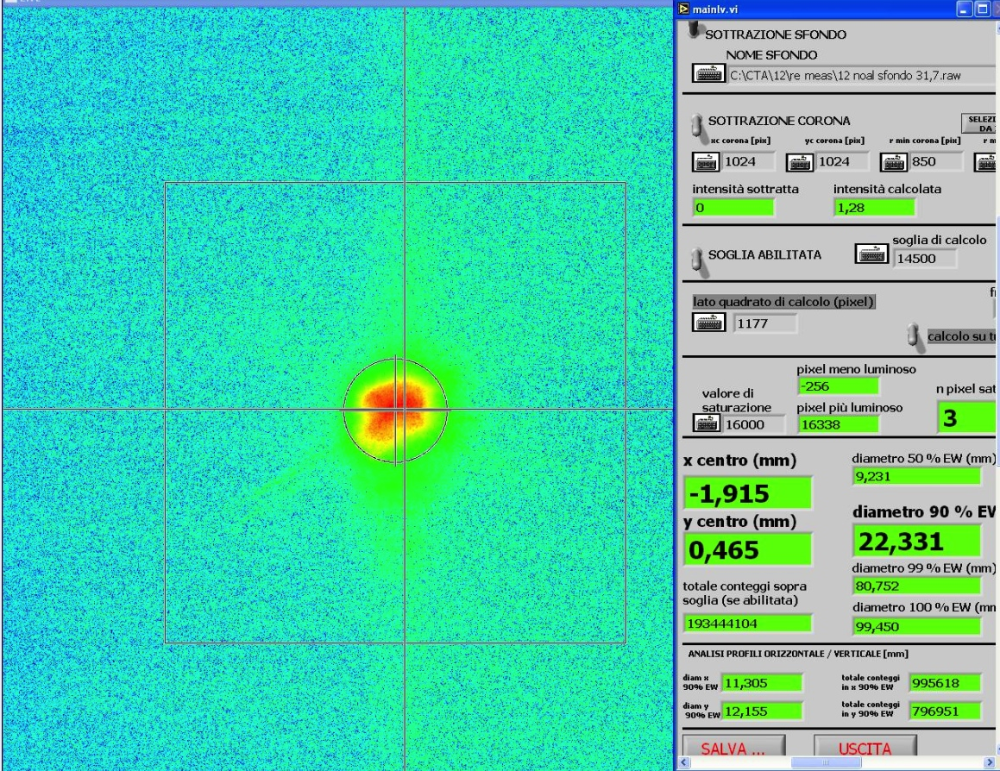 mainlv.vi
SOTTRAZIONE SFONDO
NOME SFONDO
C:\CTA\12\re meas\12 noal sfondo 31,7.raw
SOTTRAZIONE CORONA
SELEZI
DA
xc corona [pix] yc corona [pix] r min corona [pix] r m
1024 1024 850
intensità sottratta intensità calcolata
0 1,28
SOGLIA ABILITATA
soglia di calcolo
14500
lato quadrato di calcolo (pixel)
1177
calcolo su tu
pixel meno luminoso
-256
valore di
saturazione
16000
pixel più luminoso
16338
n pixel sat
3
x centro (mm)
-1,915
y centro (mm)
0,465
totale conteggi sopra
soglia (se abilitata)
193444104
diametro 50 % EW (mm)
9,231
diametro 90 % EW
22,331
diametro 99 % EW (mm)
80,752
diametro 100 % EW (mm
99,450
ANALISI PROFILI ORIZZONTALE / VERTICALE [mm]
diam x
90% EW
11,305
totale conteggi
in x 90% EW
995618
diam y
90% EW
12,155
totale conteggi
in y 90% EW
796951
SALVA ... USCITA